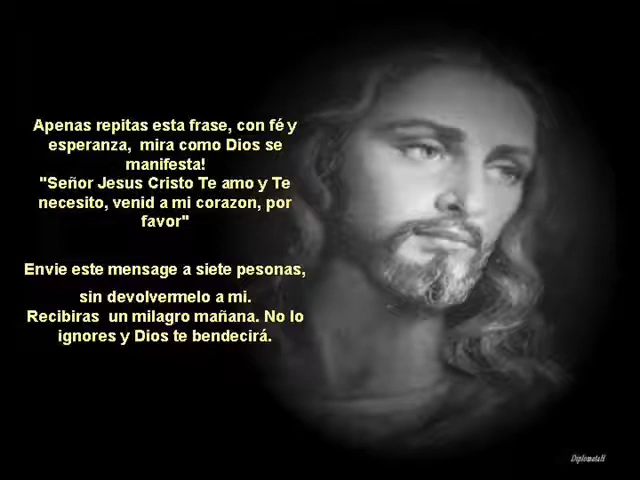 Apenas repitas esta frase, con fé y
esperanza, mira como Dios se
manifesta!
"Señor Jesus Cristo Te amo y Te
necesito, venid a mi corazon, por
favor"
Envie este mensage a siete pesonas,
sin devolvermelo a mi.
Recibiras un milagro mañana. No lo
ignores y Dios te bendecirá.
DiplomataH